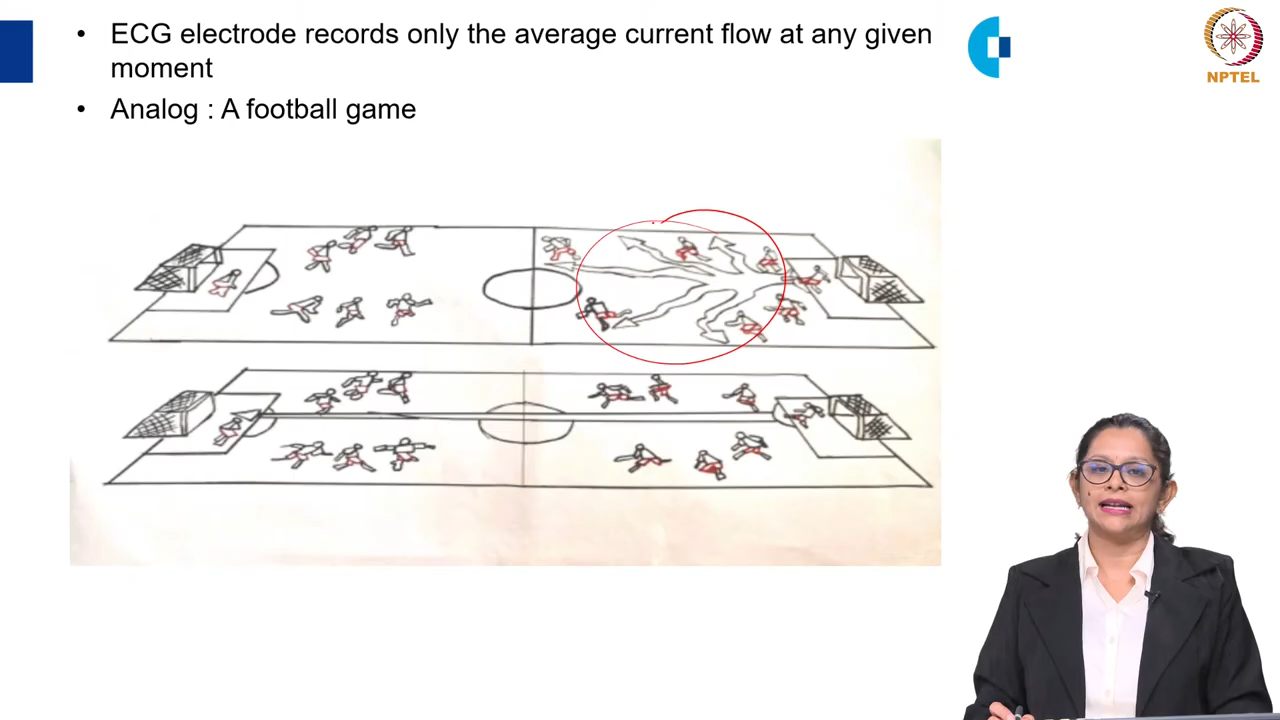 • ECG electrode records only the average current flow at any given
moment
• Analog : A football game
NPTEL